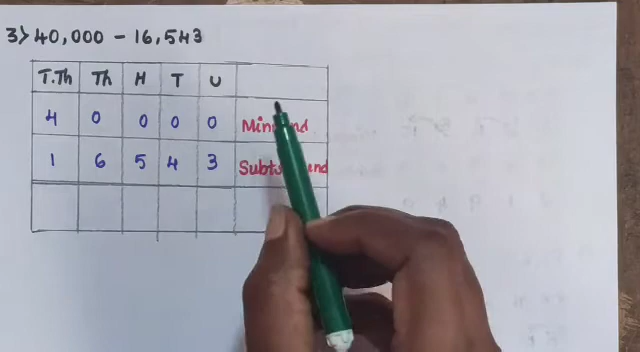 3> 40,000 - 16,543
T.Th Th H T U
4 0 0 0 0
1 6 5 4 3